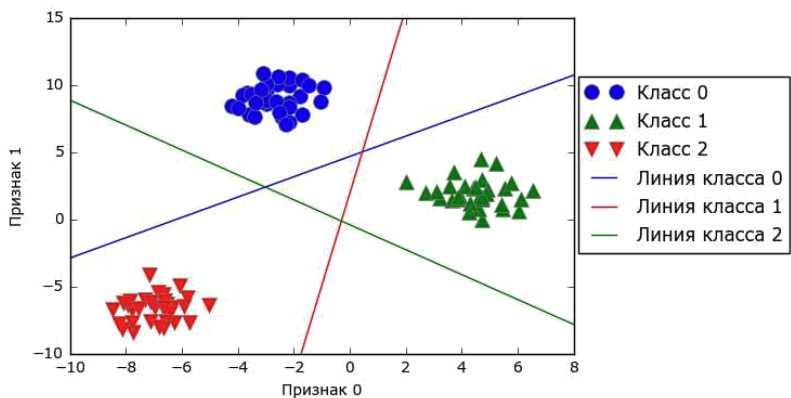 15
10
5
0
−5
−10
Признак 1
−10 −8 −6 −4 −2 0 2 4 6 8
Признак 0
Класс 0
Класс 1
Класс 2
Линия класса 0
Линия класса 1
Линия класса 2